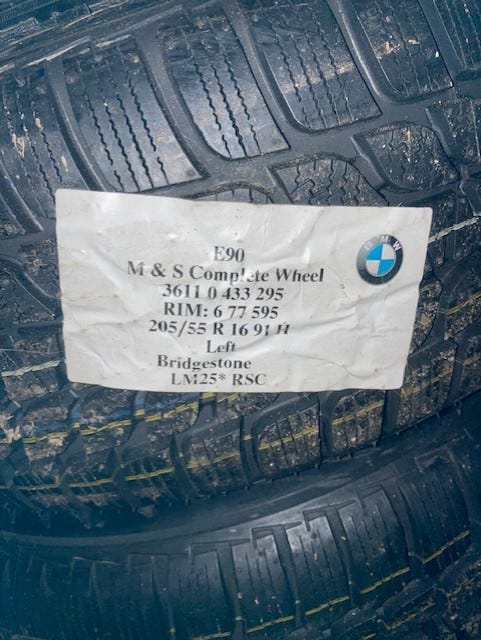 E90
M & S Complete Wheel
3611 0 433 295
RIM: 6 77 595
205/55 R 16 91 H
Left
Bridgestone
LM25* RSC
BMW